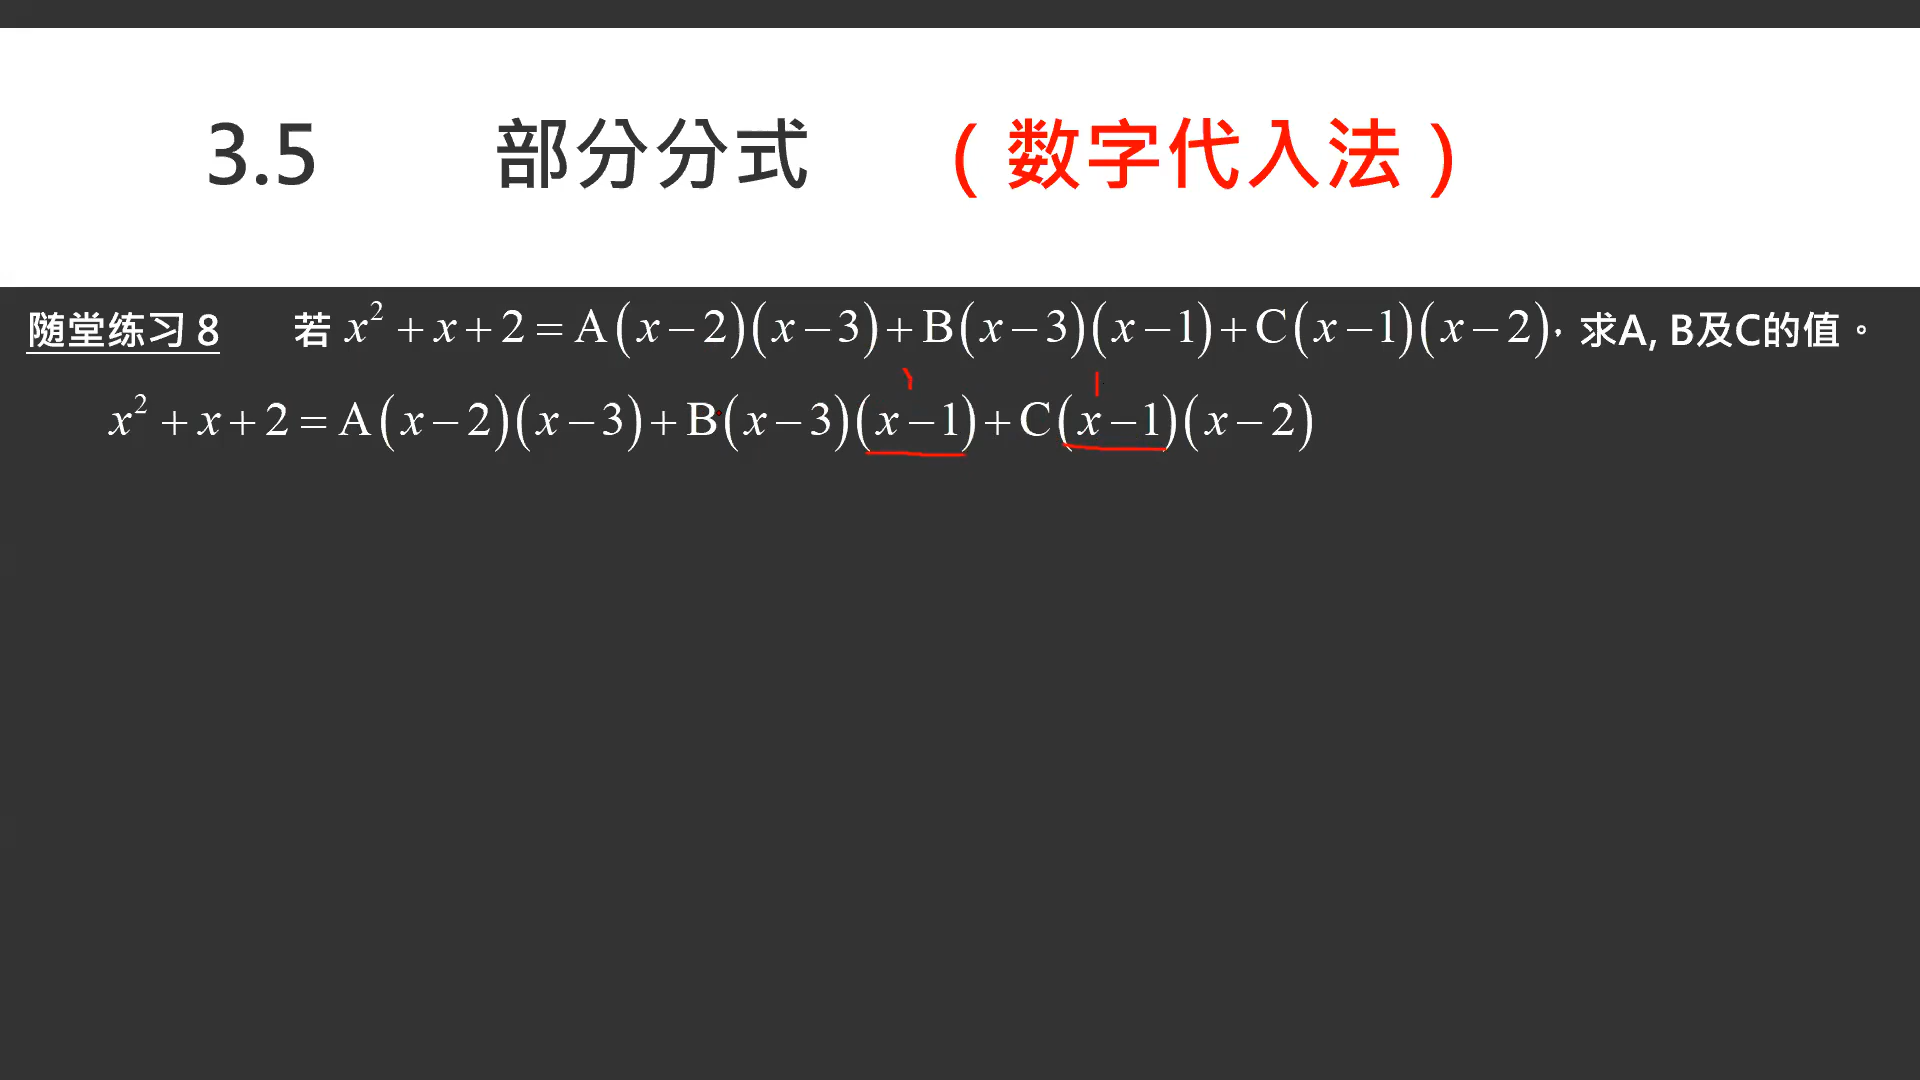 3.5 部分分式 （数字代入法）
随堂练习 8 若 x² + x + 2 = A(x − 2)(x − 3) + B(x − 3)(x − 1) + C(x − 1)(x − 2)，求A, B及C的值。
x² + x + 2 = A(x − 2)(x − 3) + B(x − 3)(x − 1) + C(x − 1)(x − 2)